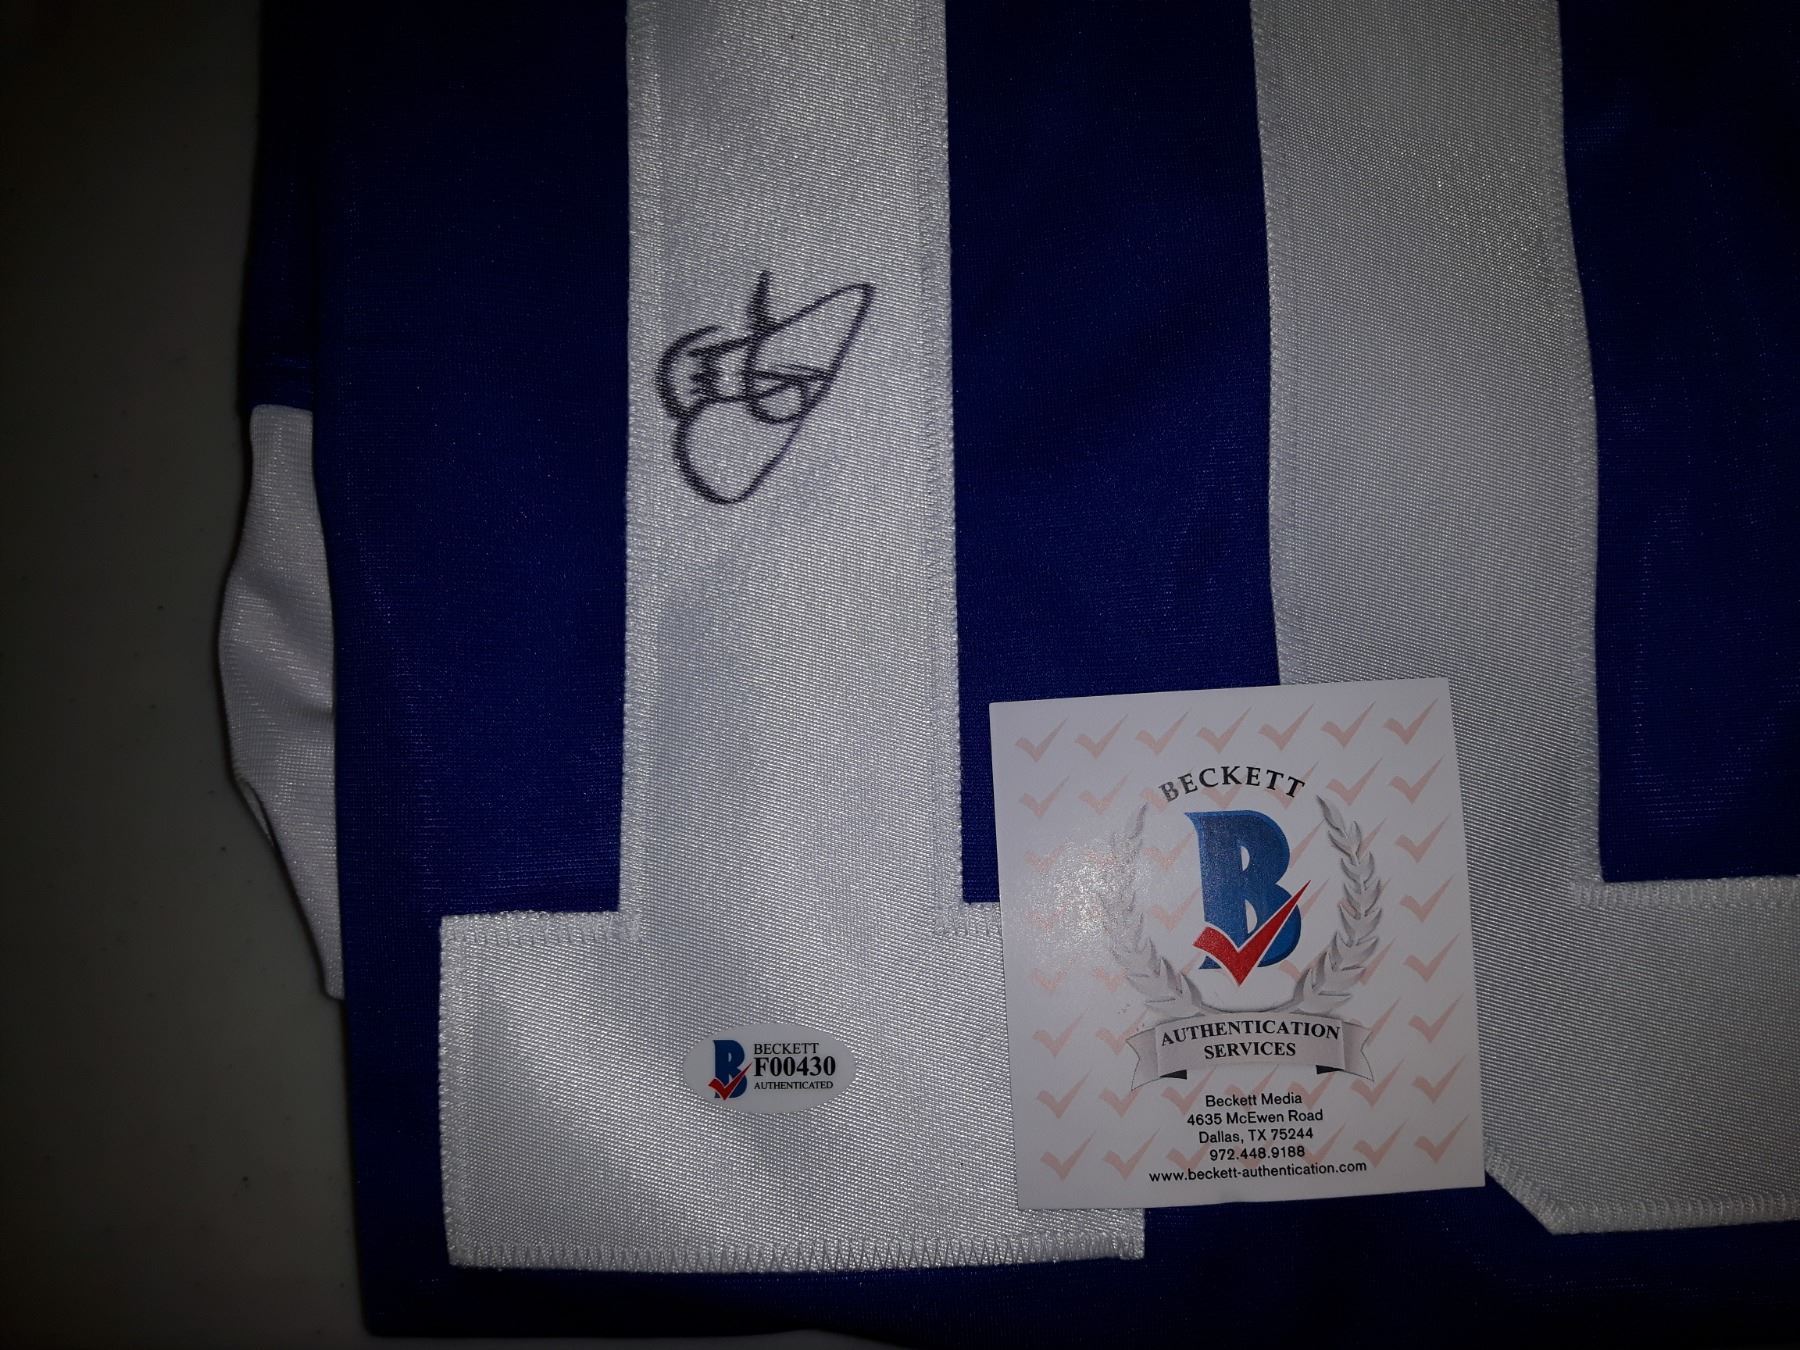 BECKETT
F00430
AUTHENTICATED
BECKETT
B
AUTHENTICATION
SERVICES
Beckett Media
4635 McEwen Road
Dallas, TX 75244
972.448.9188
www.beckett-authentication.com